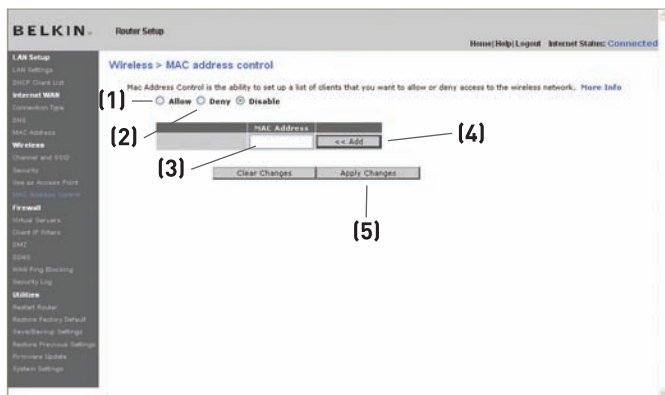 BELKIN
Router Setup
Home|Help|Logout Internet Status: Connected
LAN Setup
LAN Settings
DHCP Client List
Internet WAN
Connection Type
DNS
MAC Address
Wireless
Channel and SSID
Security
Use as Access Point
MAC Address Control
Firewall
Virtual Servers
Client IP Filters
DMZ
DDNS
WAN Ping Blocking
Security Log
Utilities
Restart Router
Restore Factory Default
Save/Backup Settings
Restore Previous Settings
Firmware Update
System Settings
Wireless > MAC address control
Mac Address Control is the ability to set up a list of clients that you want to allow or deny access to the wireless network. More Info
(1) Allow Deny Disable
(2)
MAC Address
(3)
<< Add
(4)
Clear Changes Apply Changes
(5)